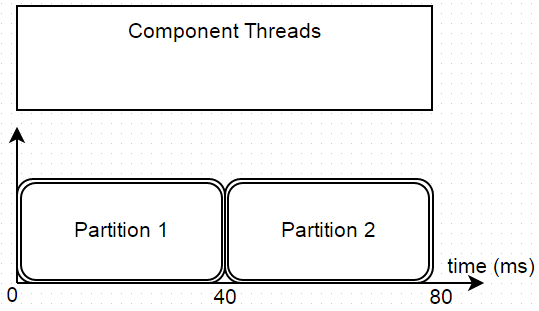 Component Threads
Partition 1
Partition 2
time (ms)
0
40
80